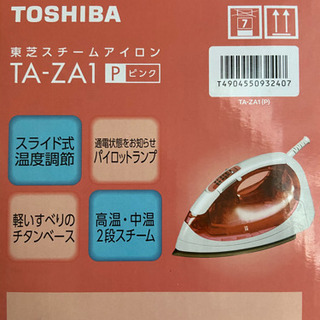 TOSHIBA
東芝スチームアイロン
TA-ZA1 P ピンク
7
T4904550932407
TA-ZA1(P)
スライド式
温度調節
通電状態をお知らせ
パイロットランプ
軽いすべりの
チタンベース
高温・中温
2段スチーム